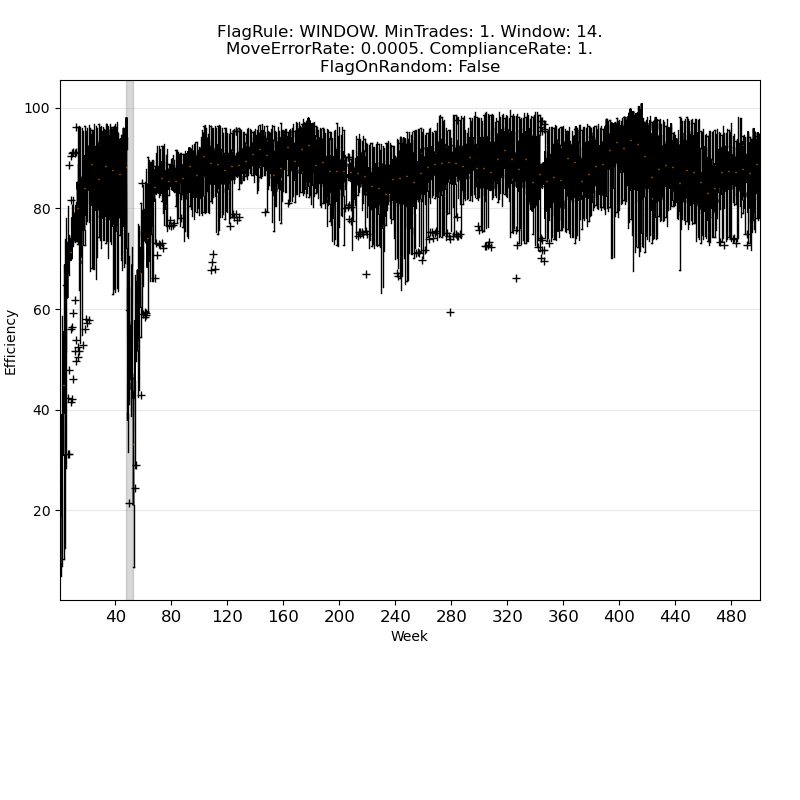 FlagRule: WINDOW. MinTrades: 1. Window: 14.
MoveErrorRate: 0.0005. ComplianceRate: 1.
FlagOnRandom: False
100
80
60
40
20
Efficiency
40 80 120 160 200 240 280 320 360 400 440 480
Week